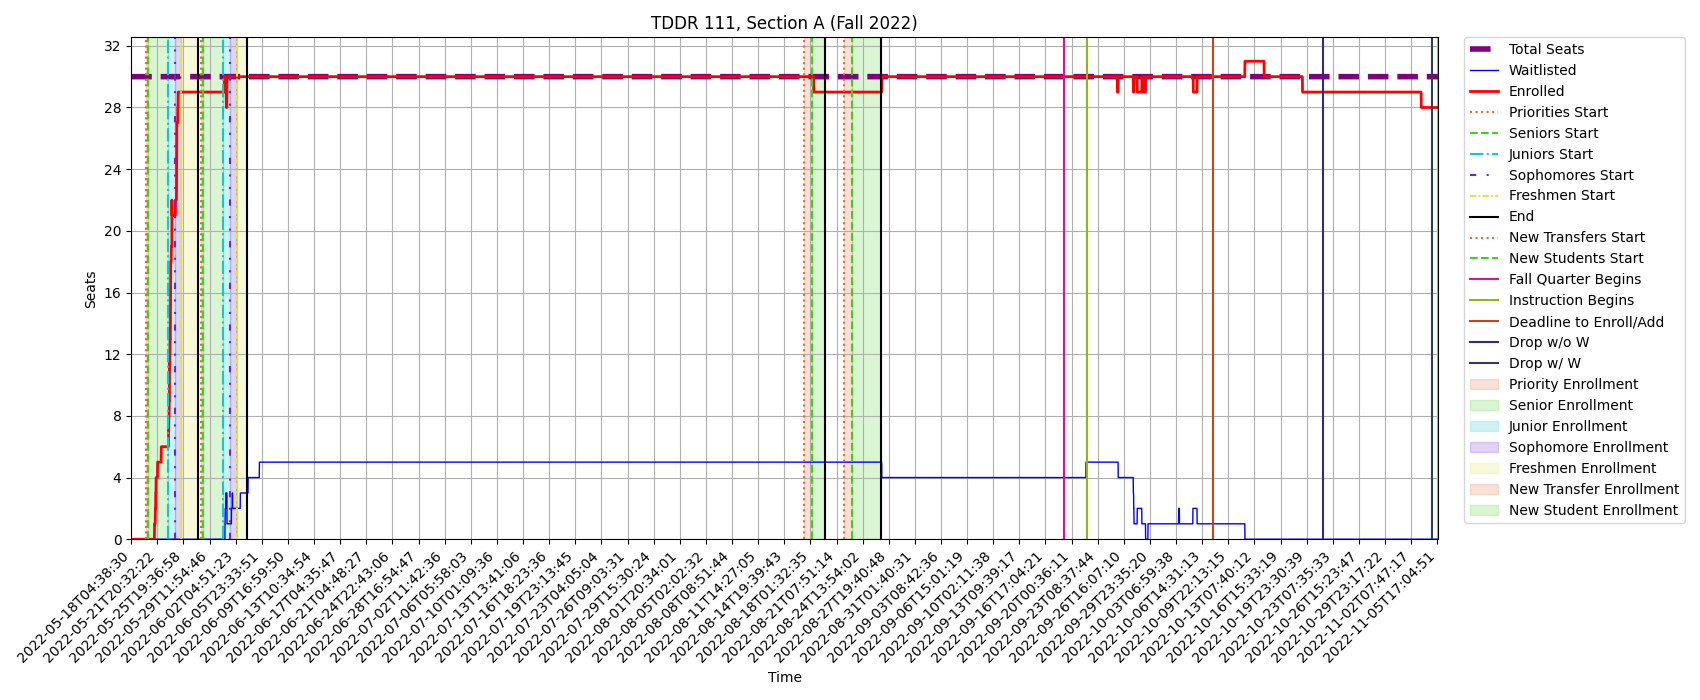 TDDR 111, Section A (Fall 2022)
Seats
32
28
24
20
16
12
8
4
0
2022-05-18T04:38:30
2022-05-21T20:32:22
2022-05-25T19:36:58
2022-05-29T11:54:46
2022-06-02T04:51:23
2022-06-05T23:33:51
2022-06-09T16:59:50
2022-06-13T10:34:54
2022-06-17T04:35:47
2022-06-21T04:48:27
2022-06-24T22:43:06
2022-06-28T16:54:47
2022-07-02T11:42:36
2022-07-06T05:58:03
2022-07-10T01:09:36
2022-07-13T13:41:06
2022-07-16T18:23:36
2022-07-19T23:13:45
2022-07-23T04:05:04
2022-07-26T09:03:31
2022-07-29T15:30:24
2022-08-01T20:34:01
2022-08-05T02:02:32
2022-08-08T08:51:44
2022-08-11T14:27:05
2022-08-14T19:39:43
2022-08-18T01:32:35
2022-08-21T07:51:14
2022-08-24T13:54:02
2022-08-27T19:40:48
2022-08-31T01:40:31
2022-09-03T08:42:36
2022-09-06T15:01:19
2022-09-10T02:11:38
2022-09-13T09:39:17
2022-09-16T17:04:21
2022-09-20T00:36:11
2022-09-23T08:37:44
2022-09-26T16:07:10
2022-09-29T23:35:20
2022-10-03T06:59:38
2022-10-06T14:31:13
2022-10-09T22:13:15
2022-10-13T07:40:12
2022-10-16T15:33:19
2022-10-19T23:30:39
2022-10-23T07:35:33
2022-10-26T15:23:47
2022-10-29T23:17:22
2022-11-02T07:47:17
2022-11-05T17:04:51
Time
Total Seats
Waitlisted
Enrolled
Priorities Start
Seniors Start
Juniors Start
Sophomores Start
Freshmen Start
End
New Transfers Start
New Students Start
Fall Quarter Begins
Instruction Begins
Deadline to Enroll/Add
Drop w/o W
Drop w/ W
Priority Enrollment
Senior Enrollment
Junior Enrollment
Sophomore Enrollment
Freshmen Enrollment
New Transfer Enrollment
New Student Enrollment